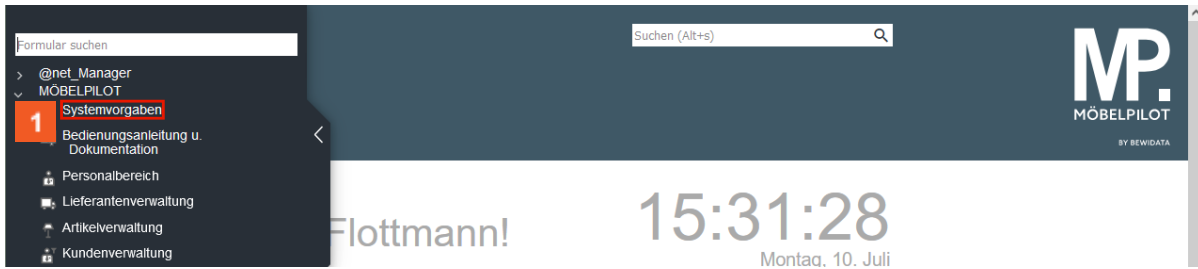 Formular suchen
@net_Manager
MÖBELPILOT
1
Systemvorgaben
Bedienungsanleitung u.
Dokumentation
Personalbereich
Lieferantenverwaltung
Artikelverwaltung
Kundenverwaltung
Suchen (Alt+s)
MP.
MÖBELPILOT
BY BEWIDATA
Flottmann!
15:31:28
Montag, 10. Juli